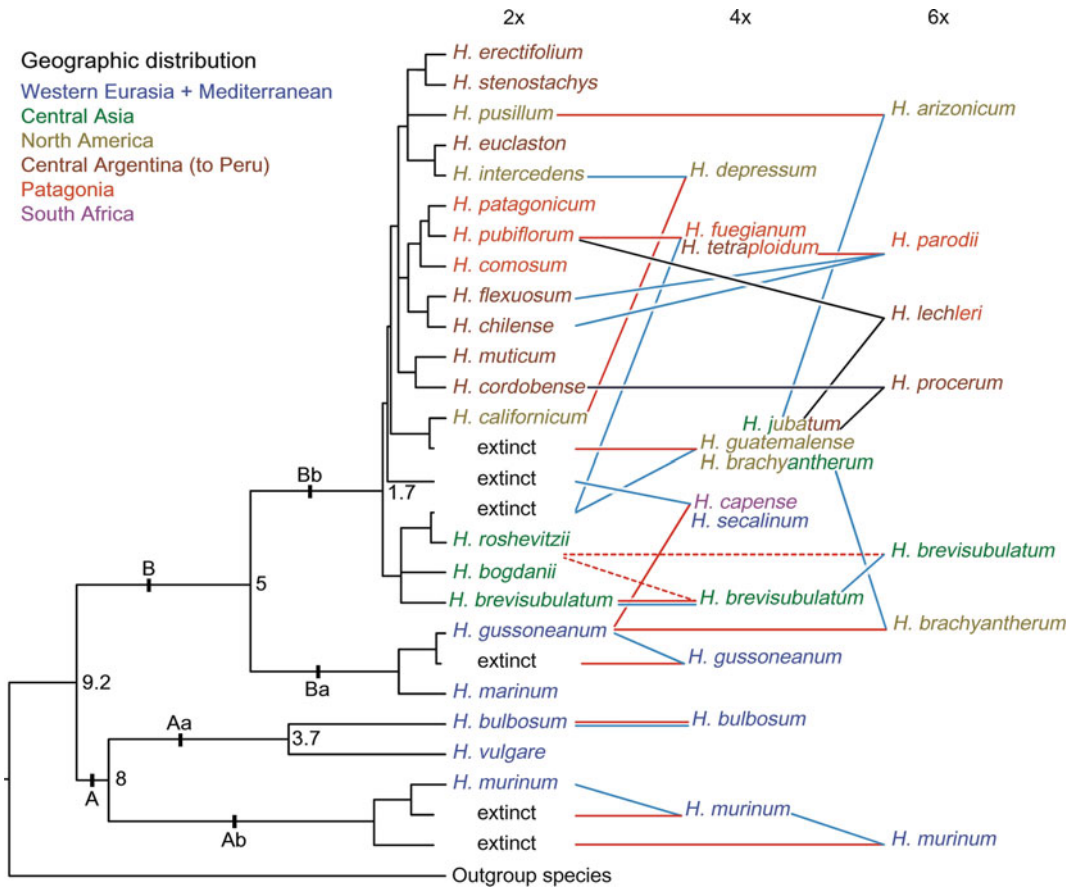 2x 4x 6x
Geographic distribution
Western Eurasia + Mediterranean
Central Asia
North America
Central Argentina (to Peru)
Patagonia
South Africa
H. erectifolium
H. stenostachys
H. pusillum
H. arizonicum
H. euclaston
H. intercedens
H. depressum
H. patagonicum
H. pubiflorum
H. fuegianum
H. tetraploidum
H. parodii
H. comosum
H. flexuosum
H. lechleri
H. chilense
H. muticum
H. cordobense
H. procerum
H. californicum
H. jubatum
extinct
H. guatemalense
H. brachyantherum
extinct
Bb
1.7
H. capense
extinct
H. secalinum
H. roshevitzii
H. brevisubulatum
H. bogdanii
B
5
H. brevisubulatum
H. brevisubulatum
H. gussoneanum
H. brachyantherum
extinct
H. gussoneanum
9.2
Ba
H. marinum
Aa
H. bulbosum
H. bulbosum
3.7
H. vulgare
A
8
H. murinum
extinct
H. murinum
Ab
extinct
H. murinum
Outgroup species